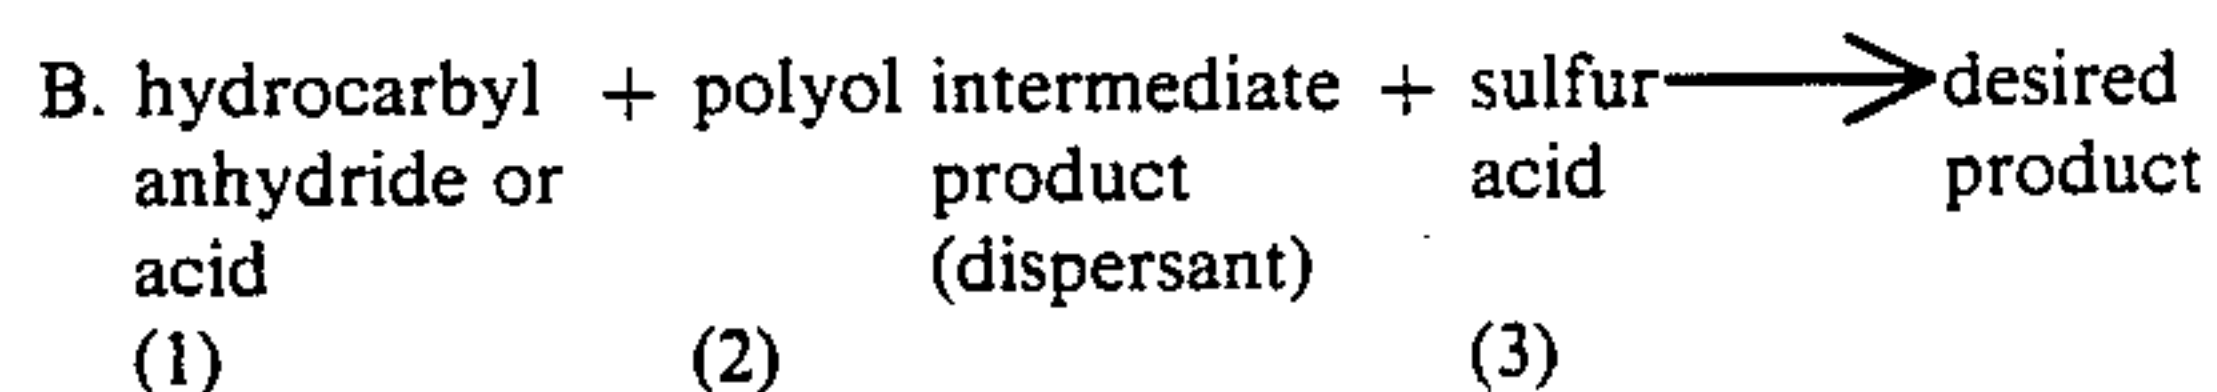 B. hydrocarbyl + polyol intermediate + sulfur → desired
anhydride or product acid product
acid (dispersant)
(1) (2) (3)